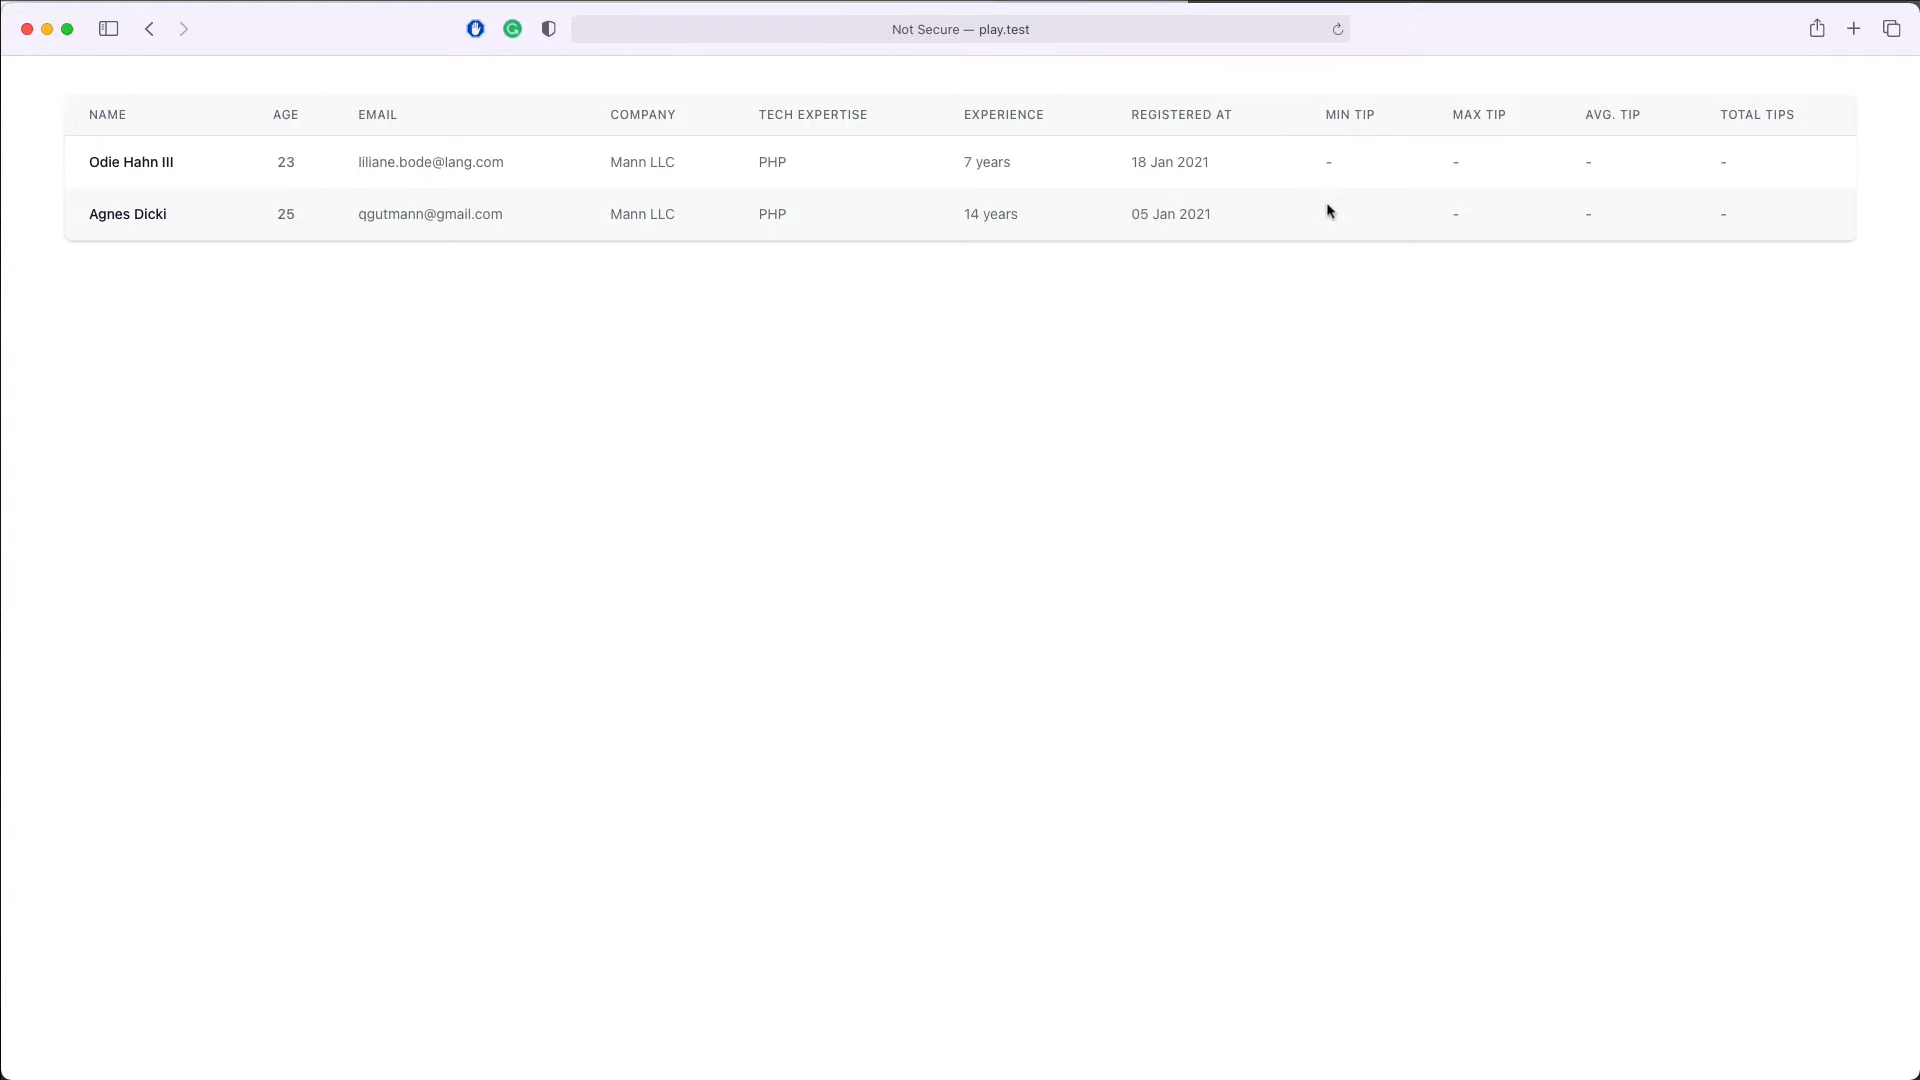 Not Secure — play.test
NAME AGE EMAIL COMPANY TECH EXPERTISE EXPERIENCE REGISTERED AT MIN TIP MAX TIP AVG. TIP TOTAL TIPS
Odie Hahn III 23 liliane.bode@lang.com Mann LLC PHP 7 years 18 Jan 2021 - - - -
Agnes Dicki 25 qgutmann@gmail.com Mann LLC PHP 14 years 05 Jan 2021 - - -